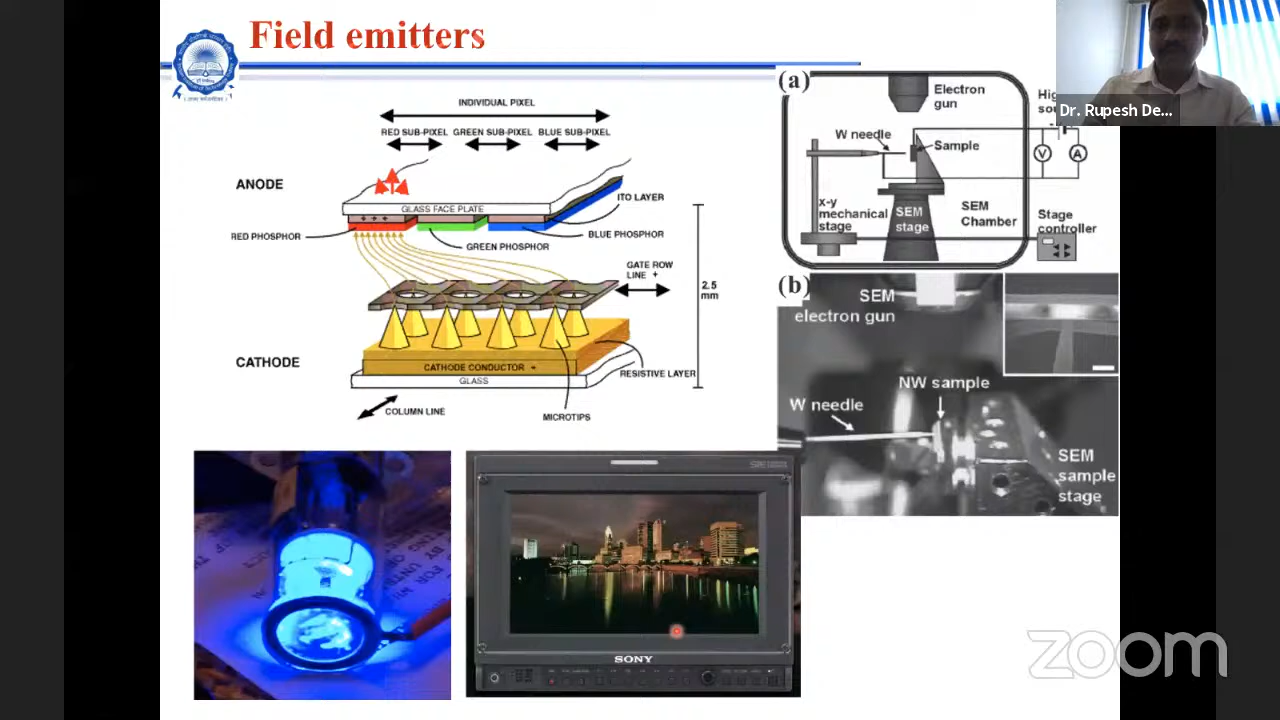 Field emitters
INDIVIDUAL PIXEL
RED SUB-PIXEL GREEN SUB-PIXEL BLUE SUB-PIXEL
ANODE
GLASS FACE PLATE
+ + + +
ITO LAYER
RED PHOSPHOR
GREEN PHOSPHOR
BLUE PHOSPHOR
GATE ROW
LINE +
2.5
mm
CATHODE
CATHODE CONDUCTOR +
GLASS
RESISTIVE LAYER
COLUMN LINE
MICROTIPS
(a)
Electron
gun
W needle
Sample
V
A
x-y
mechanical
stage
SEM
stage
SEM
Chamber
Stage
controller
Dr. Rupesh De...
(b)
SEM
electron gun
NW sample
W needle
SEM
sample
stage
SONY
zoom